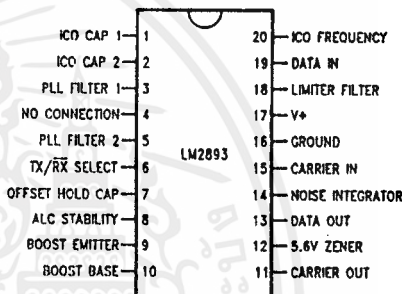 ICO CAP 1 1 20 ICO FREQUENCY
ICO CAP 2 2 19 DATA IN
PLL FILTER 1 3 18 LIMITER FILTER
NO CONNECTION 4 17 V+
PLL FILTER 2 5 16 GROUND
LM2893
TX/R̅X̅ SELECT 6 15 CARRIER IN
OFFSET HOLD CAP 7 14 NOISE INTEGRATOR
ALC STABILITY 8 13 DATA OUT
BOOST EMITTER 9 12 5.6V ZENER
BOOST BASE 10 11 CARRIER OUT